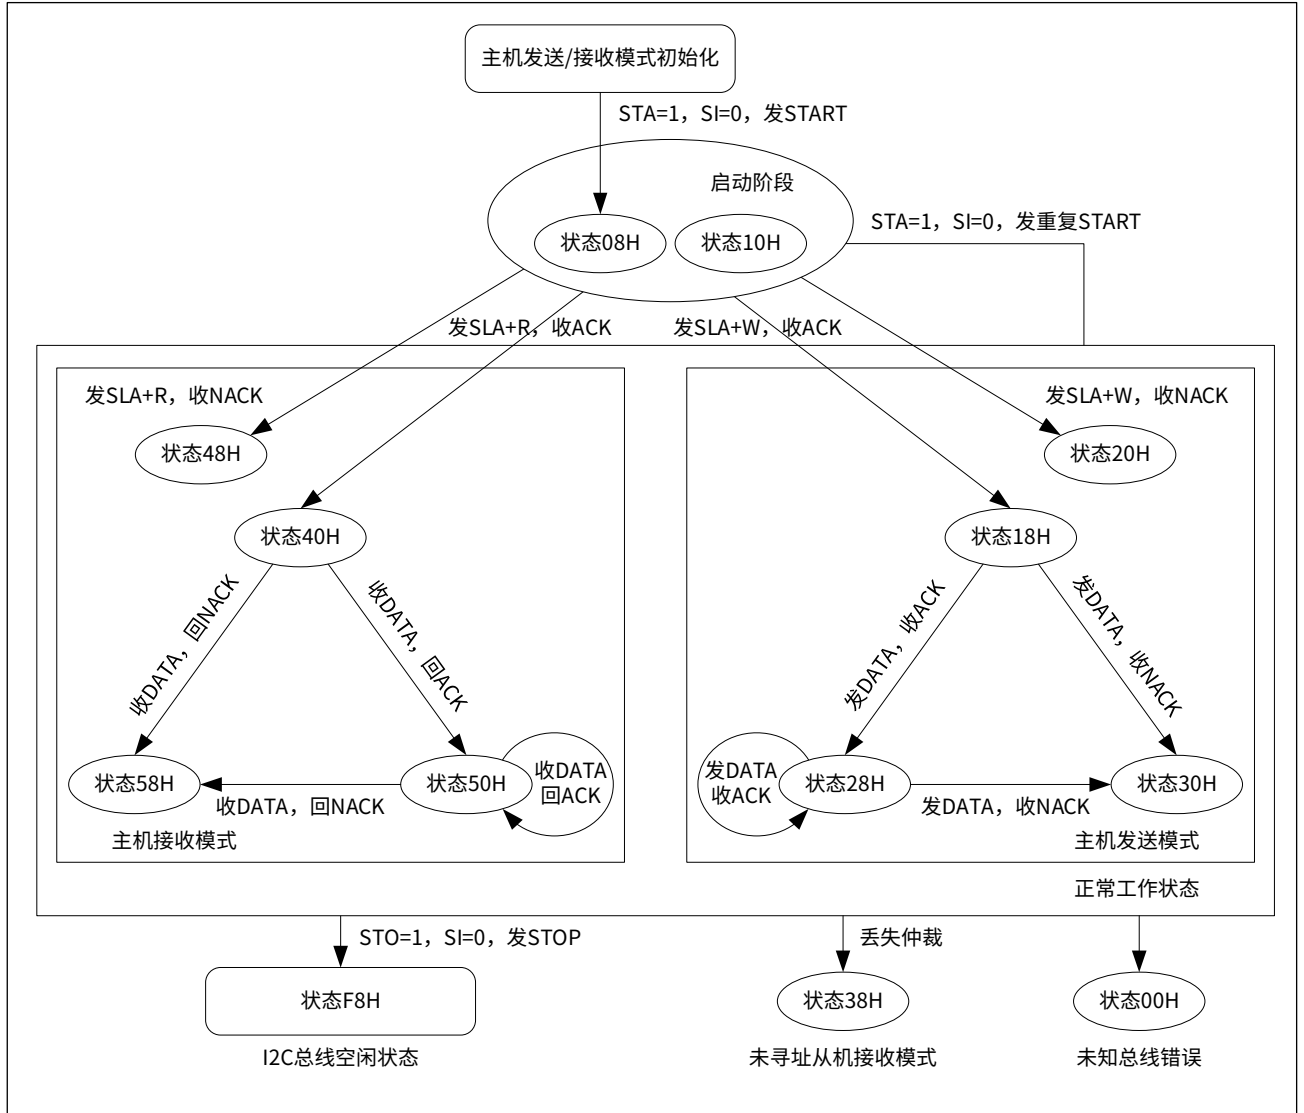 主机发送/接收模式初始化
STA=1，SI=0，发START
启动阶段
状态08H
状态10H
STA=1，SI=0，发重复START
发SLA+R，收ACK
发SLA+W，收ACK
发SLA+R，收NACK
发SLA+W，收NACK
状态48H
状态20H
状态40H
状态18H
收DATA，回NACK
收DATA，回ACK
发DATA，收ACK
发DATA，收NACK
状态58H
状态50H
收DATA
回ACK
收DATA，回NACK
主机接收模式
发DATA
收ACK
状态28H
状态30H
发DATA，收NACK
主机发送模式
正常工作状态
STO=1，SI=0，发STOP
丢失仲裁
状态F8H
状态38H
状态00H
I2C总线空闲状态
未寻址从机接收模式
未知总线错误